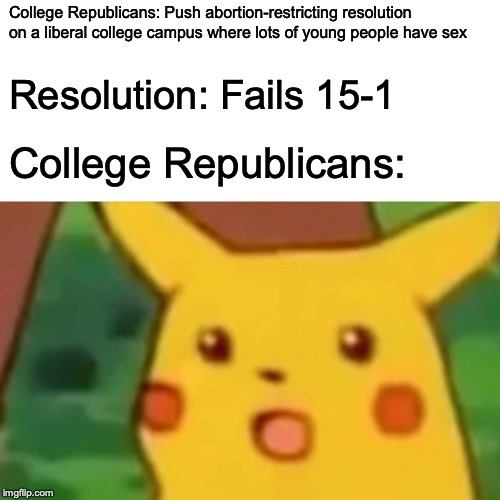 College Republicans: Push abortion-restricting resolution
on a liberal college campus where lots of young people have sex
Resolution: Fails 15-1
College Republicans:
imgflip.com